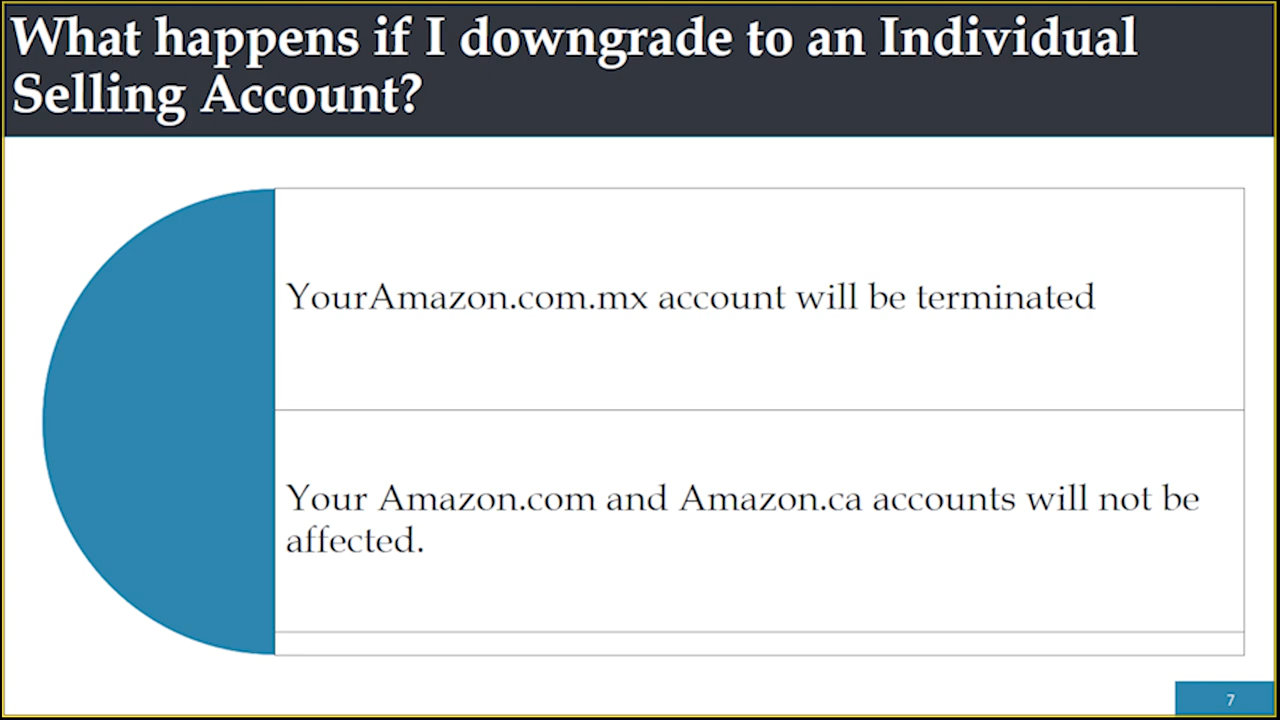 What happens if I downgrade to an Individual
Selling Account?
YourAmazon.com.mx account will be terminated
Your Amazon.com and Amazon.ca accounts will not be
affected.
7